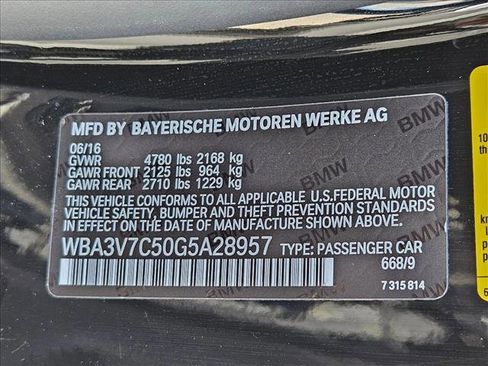 MFD BY BAYERISCHE MOTOREN WERKE AG
06/16
GVWR 4780 lbs 2168 kg
GAWR FRONT 2125 lbs 964 kg
GAWR REAR 2710 lbs 1229 kg
THIS VEHICLE CONFORMS TO ALL APPLICABLE U.S.FEDERAL MOTOR
VEHICLE SAFETY, BUMPER AND THEFT PREVENTION STANDARDS IN
EFFECT ON THE DATE OF MANUFACTURE SHOWN ABOVE.
WBA3V7C50G5A28957 TYPE: PASSENGER CAR
668/9
7 315 814
BMW
BMW
BMW